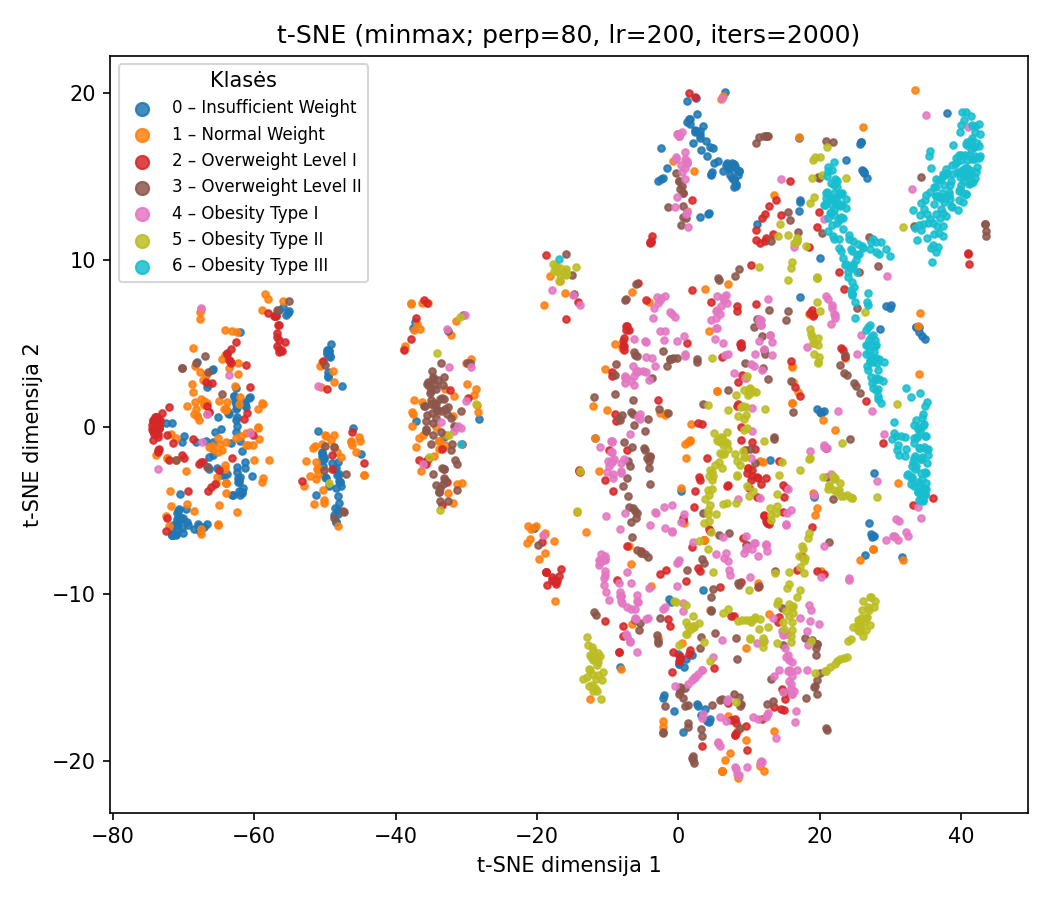 t-SNE (minmax; perp=80, lr=200, iters=2000)
Klasės
0 – Insufficient Weight
1 – Normal Weight
2 – Overweight Level I
3 – Overweight Level II
4 – Obesity Type I
5 – Obesity Type II
6 – Obesity Type III
20
10
0
−10
−20
t-SNE dimensija 2
−80
−60
−40
−20
0
20
40
t-SNE dimensija 1